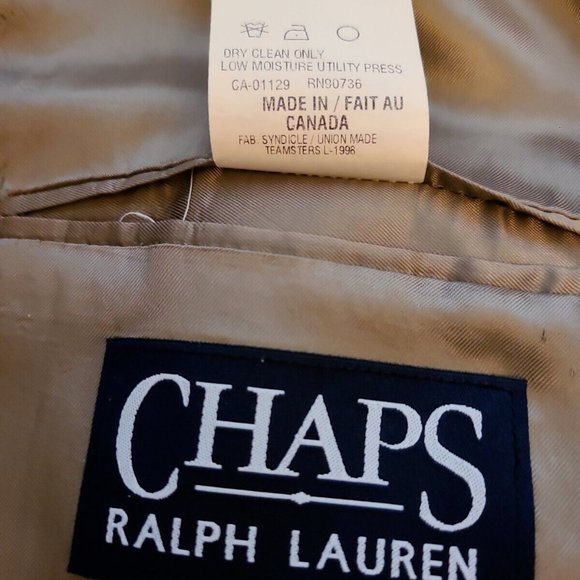 DRY CLEAN ONLY
LOW MOISTURE UTILITY PRESS
CA-01129 RN90736
MADE IN / FAIT AU
CANADA
FAB. SYNDICLE / UNION MADE
TEAMSTERS L-1998
CHAPS
RALPH LAUREN